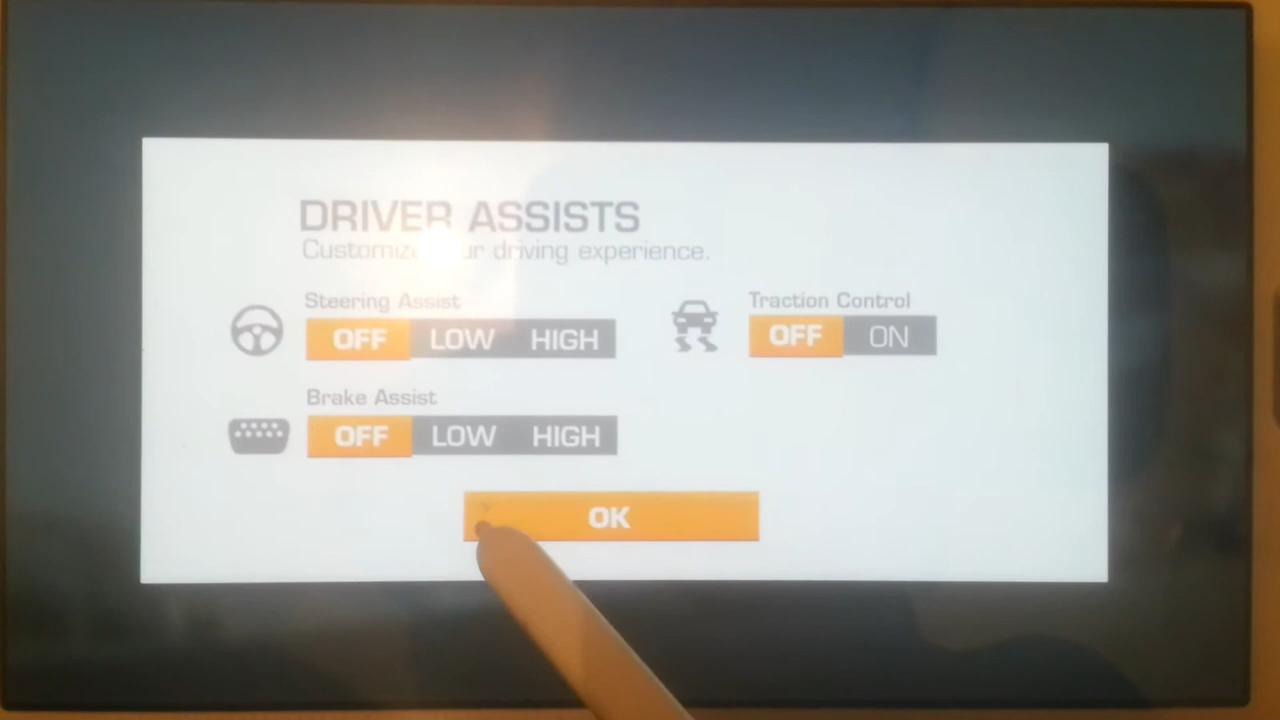 DRIVER ASSISTS
driving experience.
Steering Assist
OFF LOW HIGH
Traction Control
OFF ON
Brake Assist
OFF LOW HIGH
OK